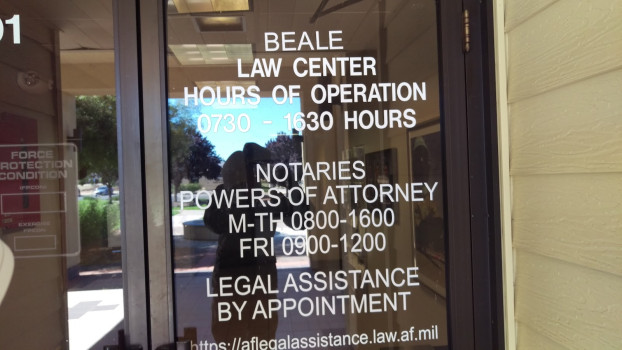 01
BEALE
LAW CENTER
HOURS OF OPERATION
0730 - 1630 HOURS
FORCE
PROTECTION
CONDITION
NOTARIES
POWERS OF ATTORNEY
M-TH 0800-1600
FRI 0900-1200
LEGAL ASSISTANCE
BY APPOINTMENT
https://aflegalassistance.law.af.mil